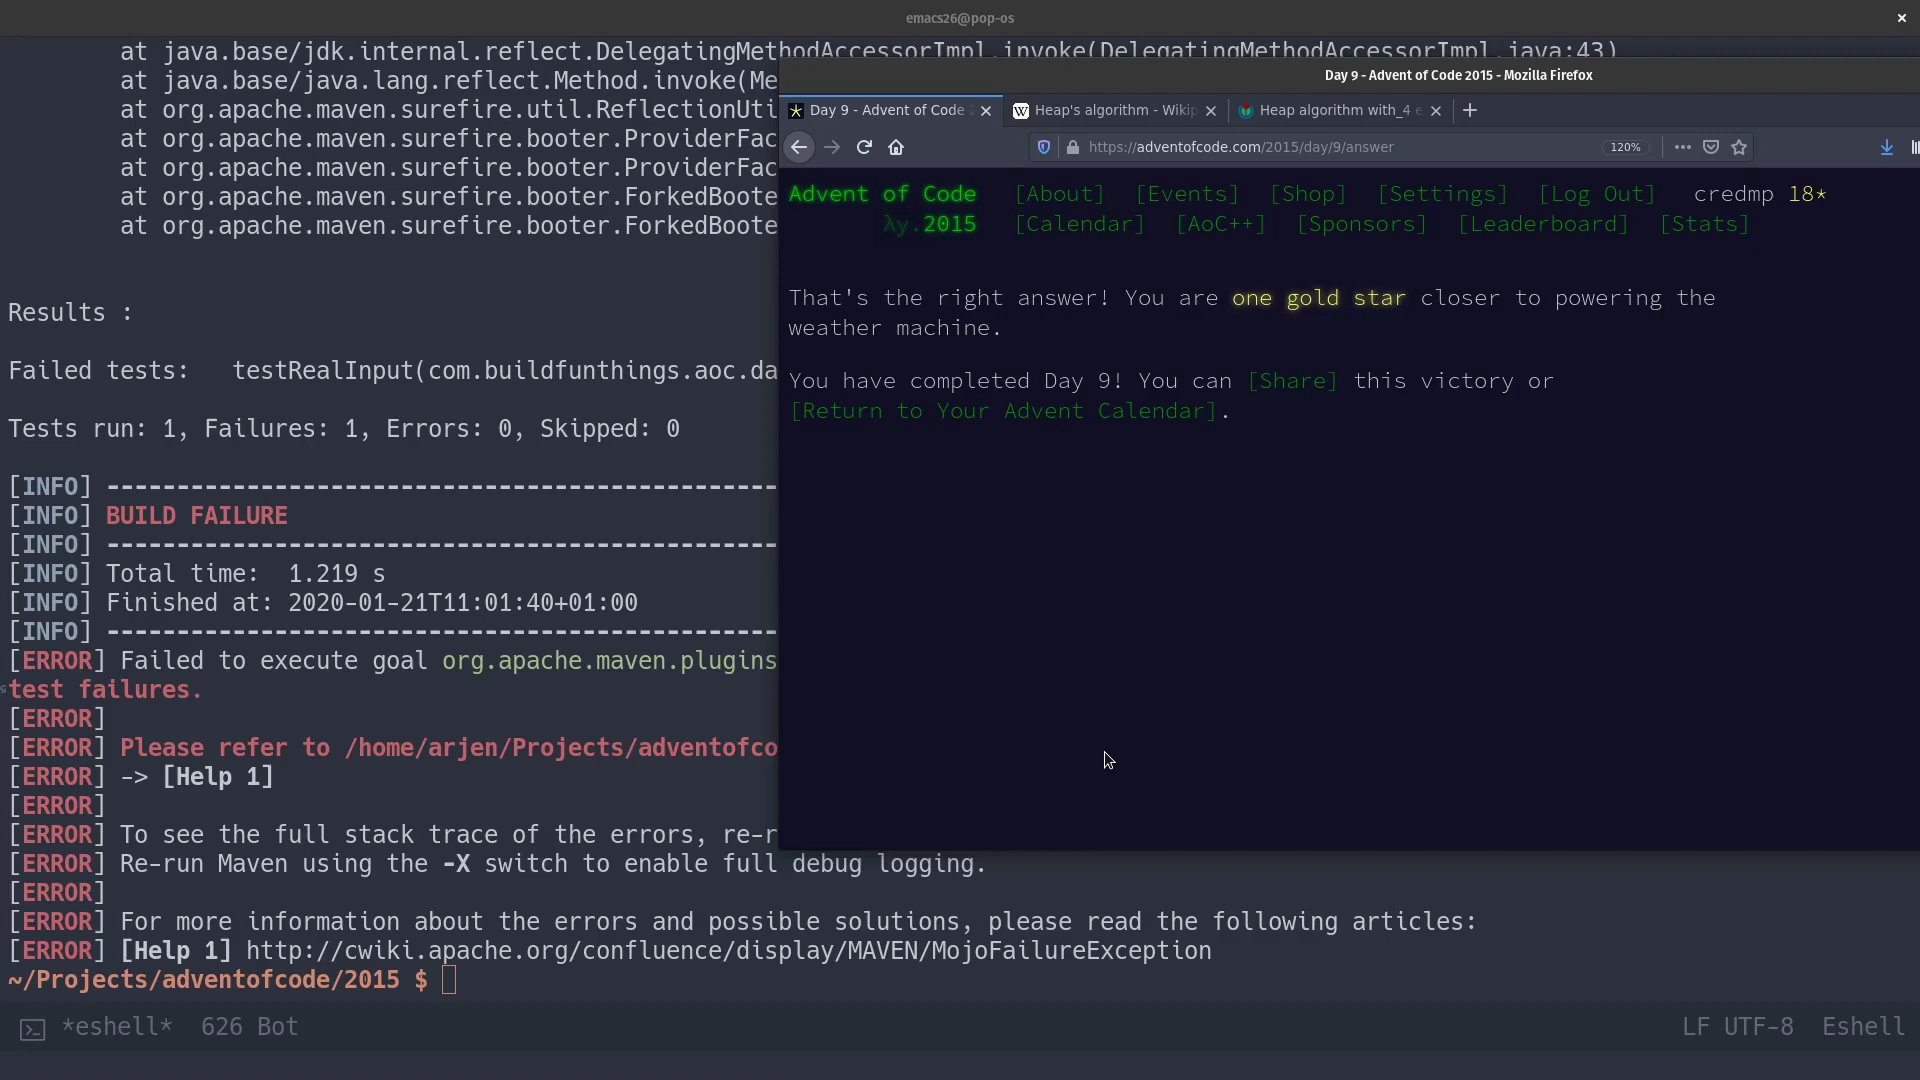 emacs26@pop-os
at java.base/jdk.internal.reflect.DelegatingMethodAccessorImpl.invoke(DelegatingMethodAccessorImpl.java:43)
at java.base/java.lang.reflect.Method.invoke(Me
at org.apache.maven.surefire.util.ReflectionUti
at org.apache.maven.surefire.booter.ProviderFac
at org.apache.maven.surefire.booter.ProviderFac
at org.apache.maven.surefire.booter.ForkedBoote
at org.apache.maven.surefire.booter.ForkedBoote
Results :
Failed tests:   testRealInput(com.buildfunthings.aoc.da
Tests run: 1, Failures: 1, Errors: 0, Skipped: 0
[INFO] ------------------------------------------------
[INFO] BUILD FAILURE
[INFO] ------------------------------------------------
[INFO] Total time:  1.219 s
[INFO] Finished at: 2020-01-21T11:01:40+01:00
[INFO] ------------------------------------------------
[ERROR] Failed to execute goal org.apache.maven.plugins
test failures.
[ERROR]
[ERROR] Please refer to /home/arjen/Projects/adventofco
[ERROR] -> [Help 1]
[ERROR]
[ERROR] To see the full stack trace of the errors, re-r
[ERROR] Re-run Maven using the -X switch to enable full debug logging.
[ERROR]
[ERROR] For more information about the errors and possible solutions, please read the following articles:
[ERROR] [Help 1] http://cwiki.apache.org/confluence/display/MAVEN/MojoFailureException
~/Projects/adventofcode/2015 $
*eshell*  626 Bot
LF UTF-8  Eshell
Day 9 - Advent of Code 2015 - Mozilla Firefox
Day 9 - Advent of Code 2
Heap's algorithm - Wikip
Heap algorithm with_4 e
https://adventofcode.com/2015/day/9/answer
120%
Advent of Code [About] [Events] [Shop] [Settings] [Log Out] credmp 18*
λy.2015 [Calendar] [AoC++] [Sponsors] [Leaderboard] [Stats]
That's the right answer! You are one gold star closer to powering the
weather machine.
You have completed Day 9! You can [Share] this victory or
[Return to Your Advent Calendar].